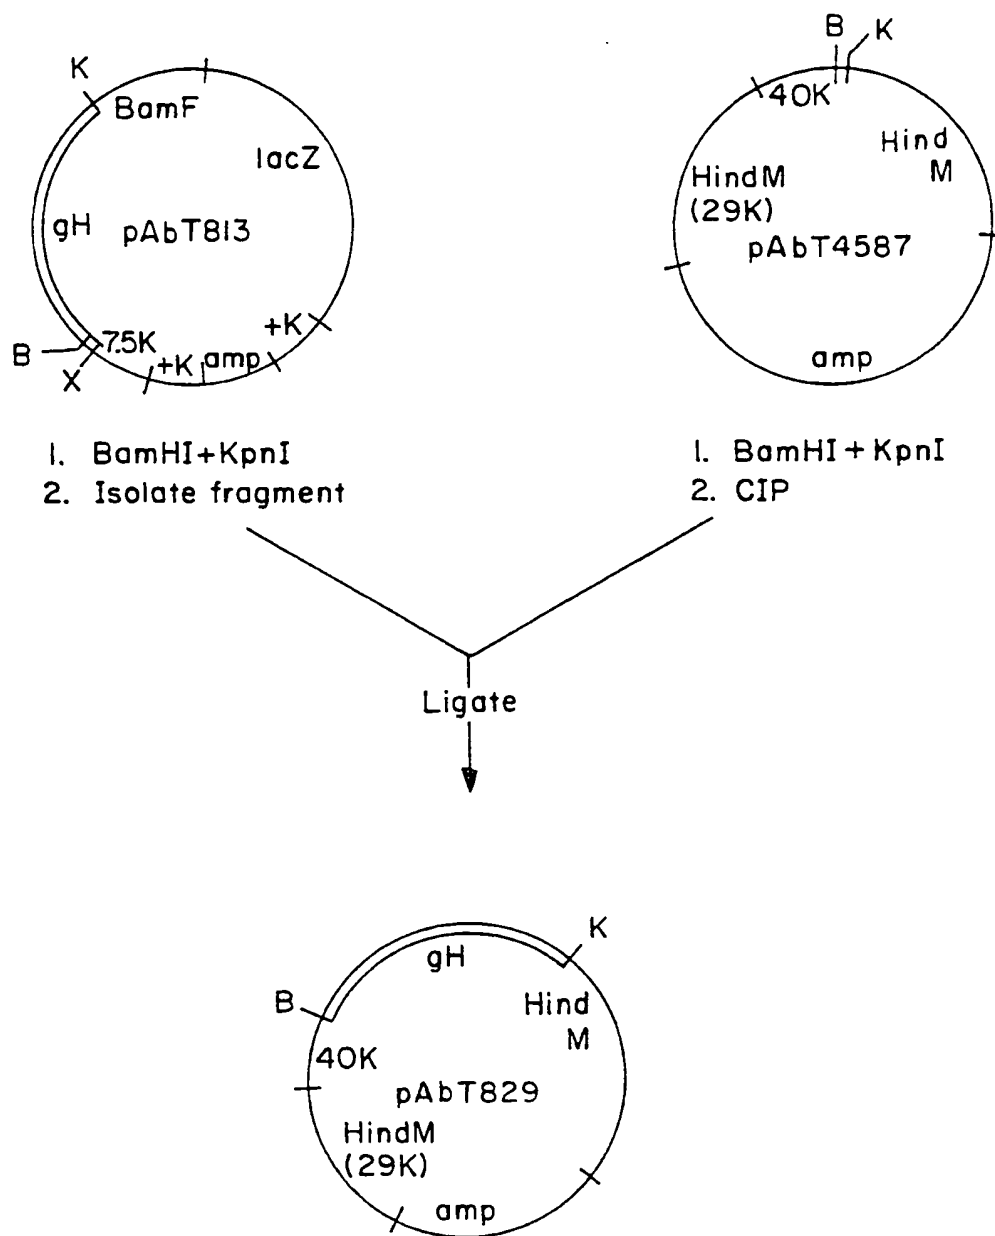 K
BamF
lacZ
gH
pAbT813
B
X
7.5K
+K
amp
+K
B
K
40K
Hind
M
HindM
(29K)
pAbT4587
amp
1. BamHI+KpnI
2. Isolate fragment
1. BamHI+KpnI
2. CIP
Ligate
K
gH
B
Hind
M
40K
pAbT829
HindM
(29K)
amp